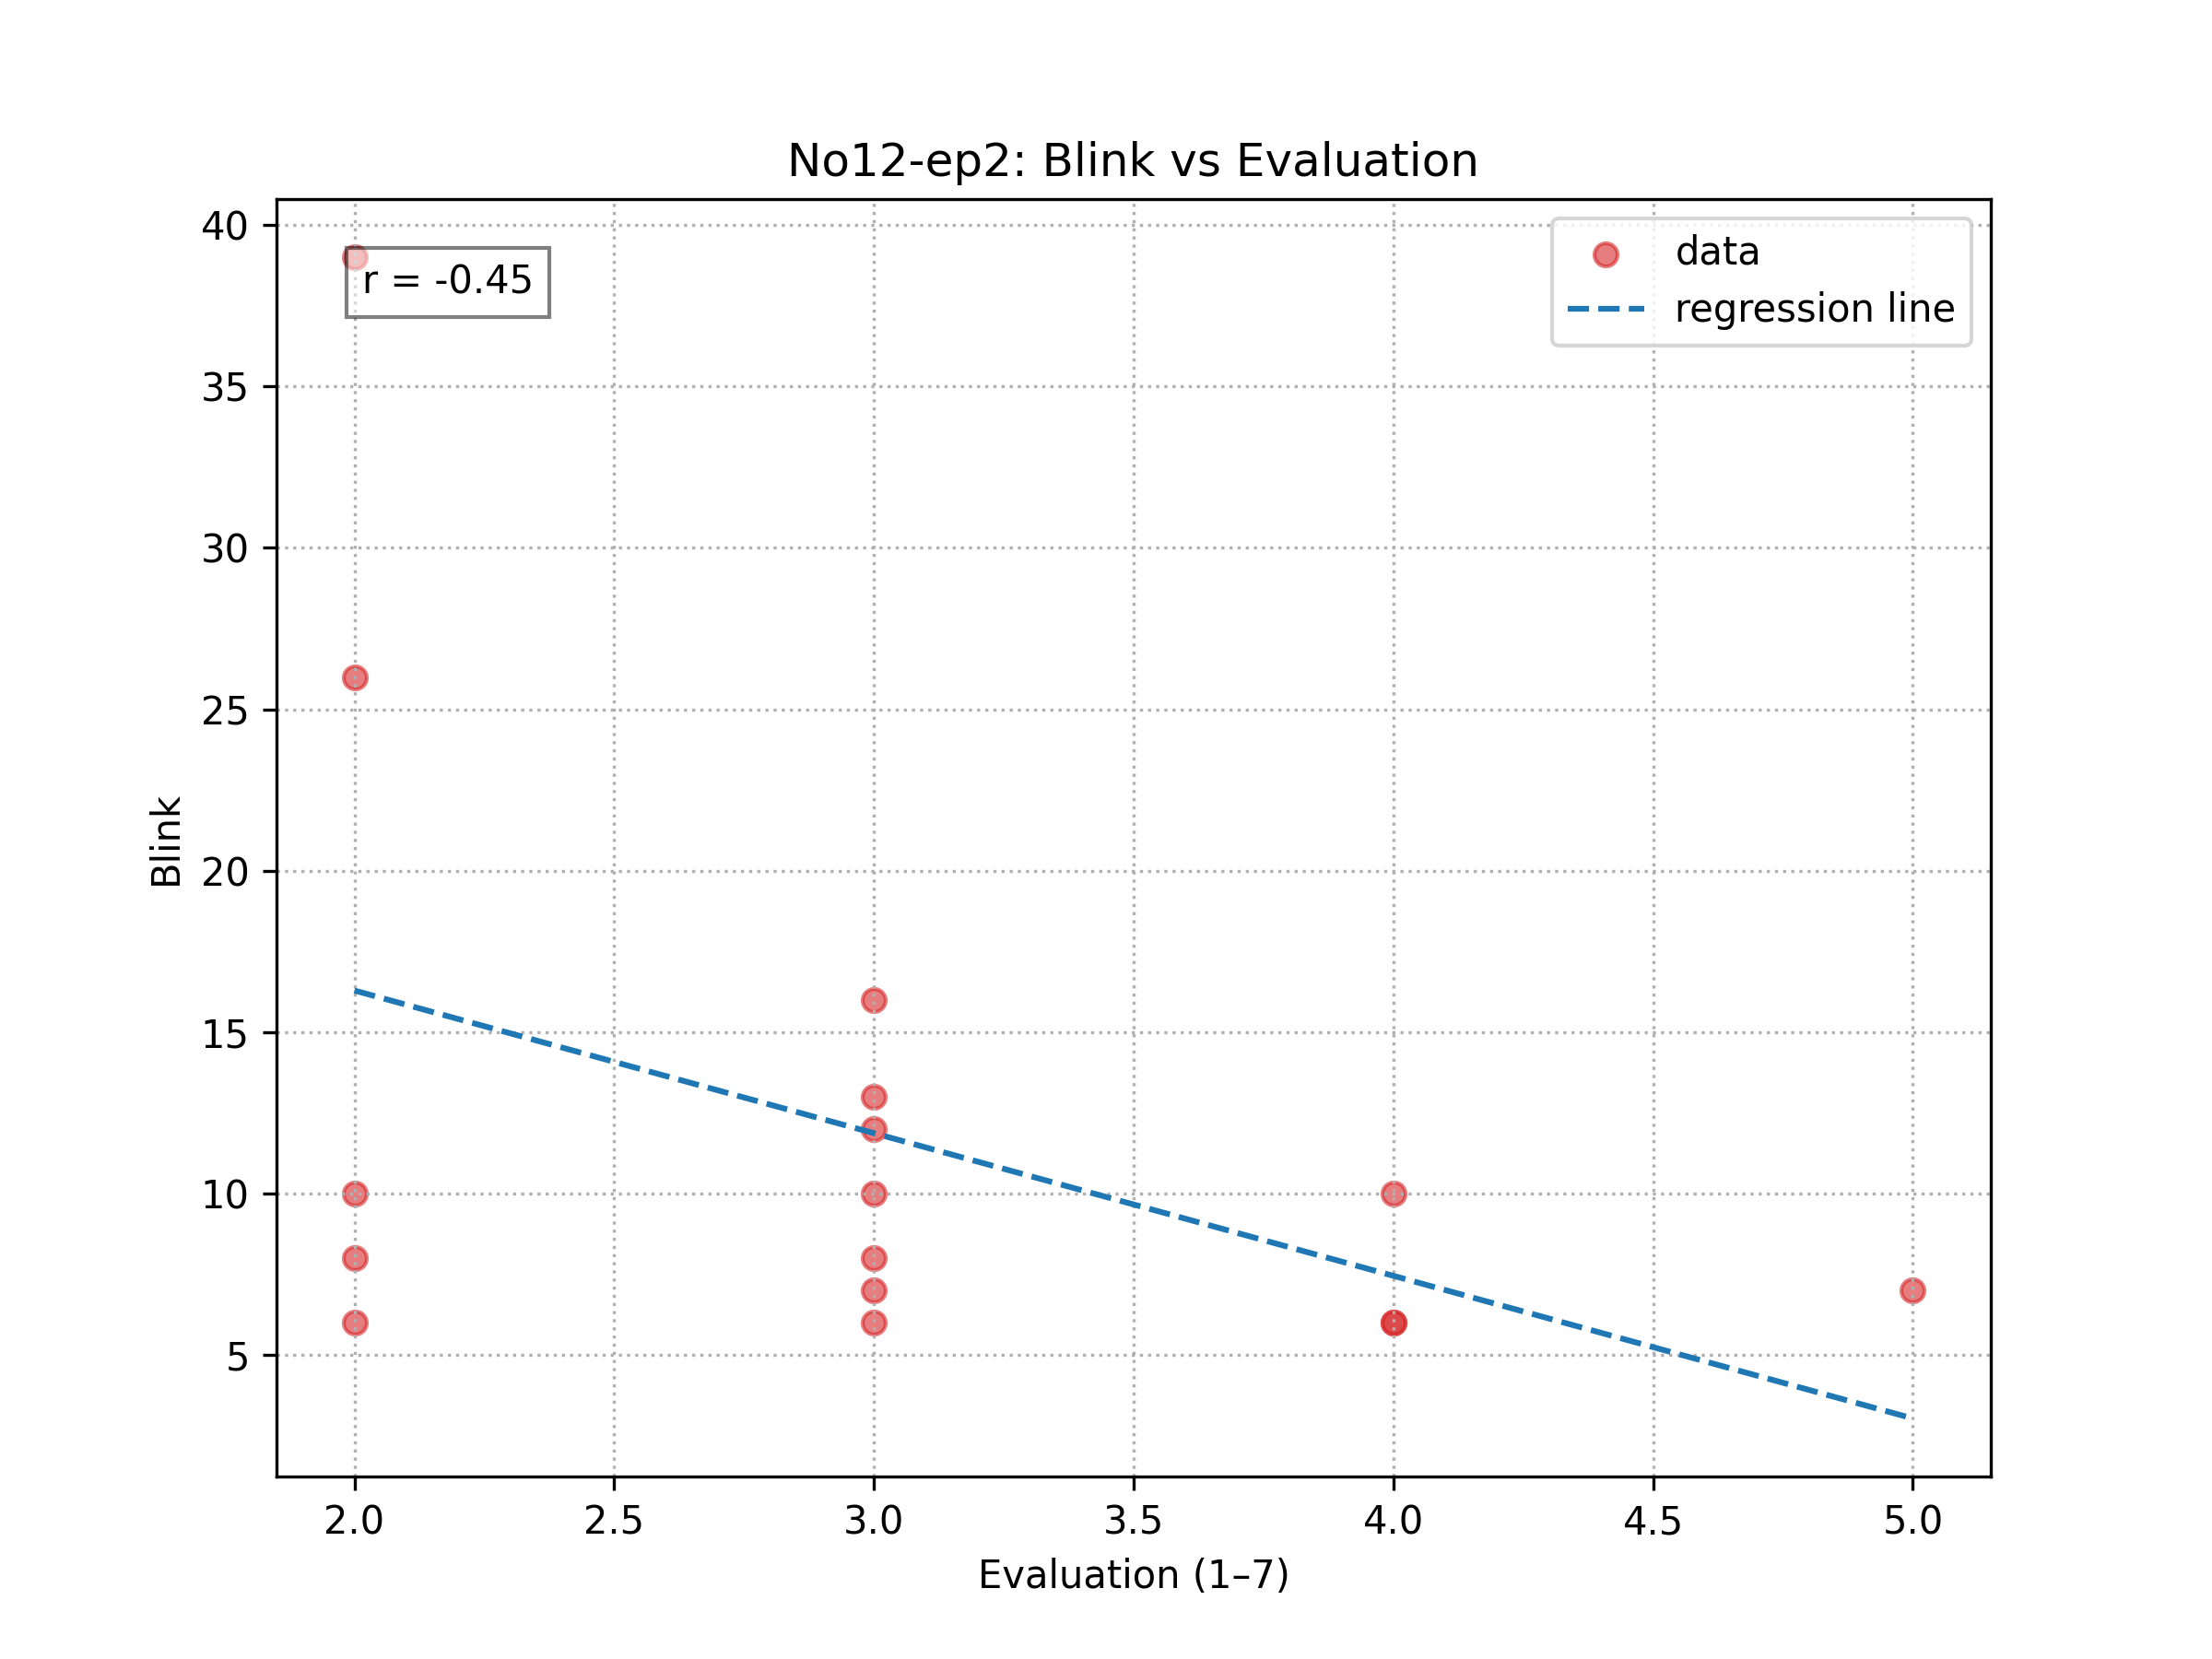 No12-ep2: Blink vs Evaluation
40
35
30
25
20
15
10
5
Blink
r = -0.45
data
regression line
2.0 2.5 3.0 3.5 4.0 4.5 5.0
Evaluation (1–7)